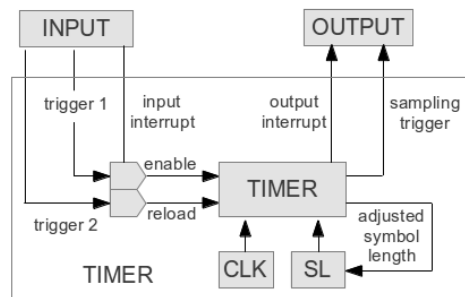 INPUT
OUTPUT
trigger 1
input
interrupt
output
interrupt
sampling
trigger
enable
TIMER
reload
trigger 2
adjusted
symbol
length
CLK
SL
TIMER